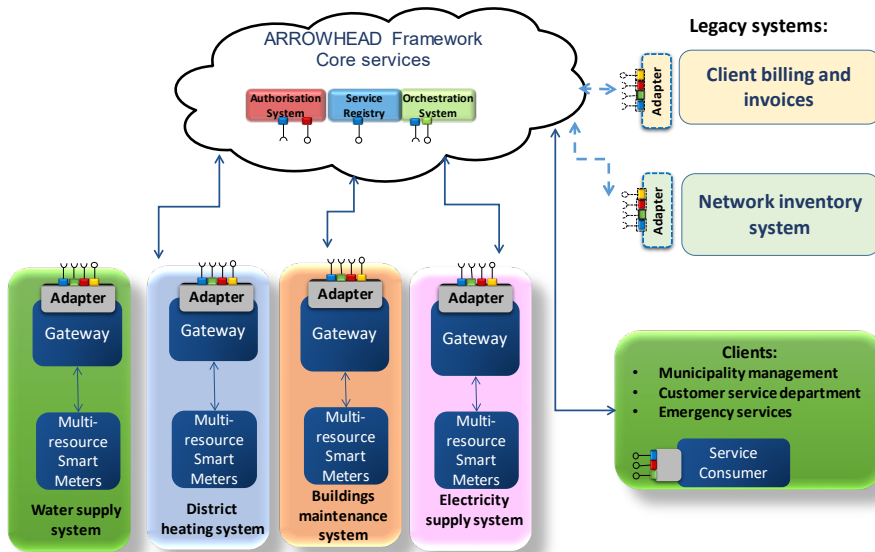 ARROWHEAD Framework
Core services
Authorisation
System
Service
Registry
Orchestration
System
Legacy systems:
Adapter
Client billing and
invoices
Adapter
Network inventory
system
Adapter
Gateway
Multi-
resource
Smart
Meters
Water supply
system
Adapter
Gateway
Multi-
resource
Smart
Meters
District
heating system
Adapter
Gateway
Multi-
resource
Smart
Meters
Buildings
maintenance
system
Adapter
Gateway
Multi-
resource
Smart
Meters
Electricity
supply system
Clients:
• Municipality management
• Customer service department
• Emergency services
Service
Consumer